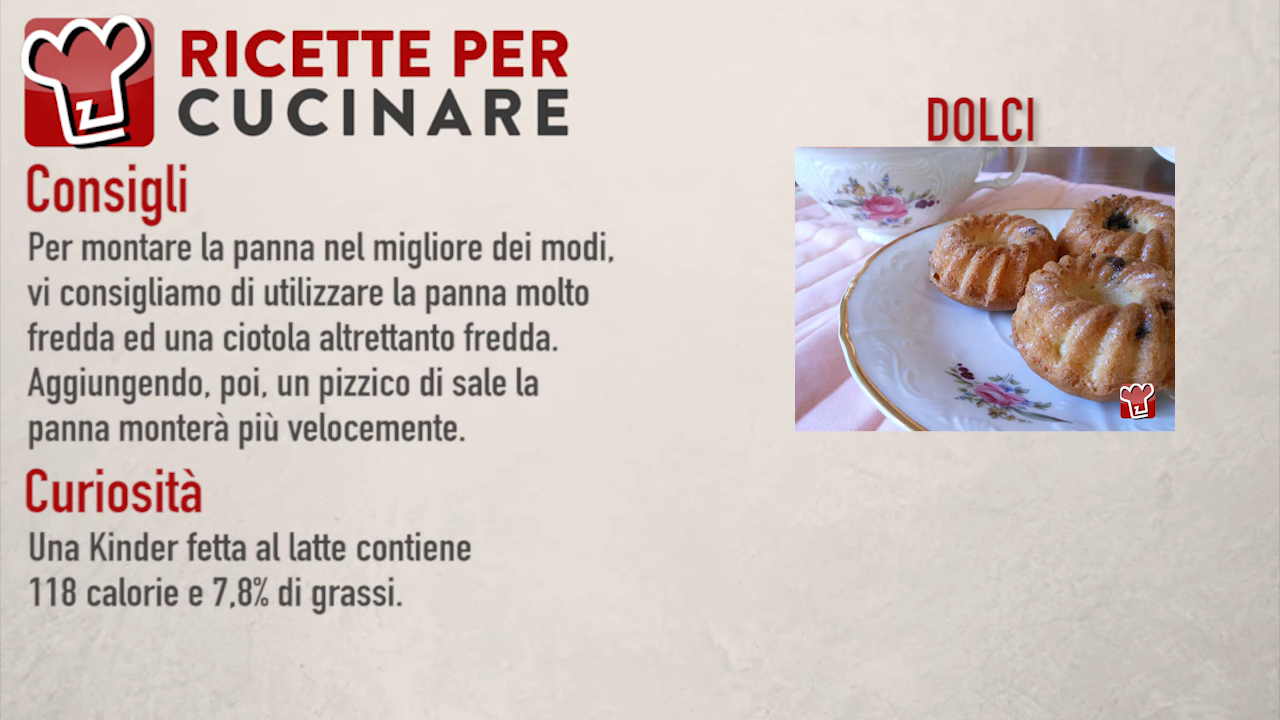 RICETTE PER
CUCINARE
Consigli
Per montare la panna nel migliore dei modi,
vi consigliamo di utilizzare la panna molto
fredda ed una ciotola altrettanto fredda.
Aggiungendo, poi, un pizzico di sale la
panna monterà più velocemente.
Curiosità
Una Kinder fetta al latte contiene
118 calorie e 7,8% di grassi.
DOLCI